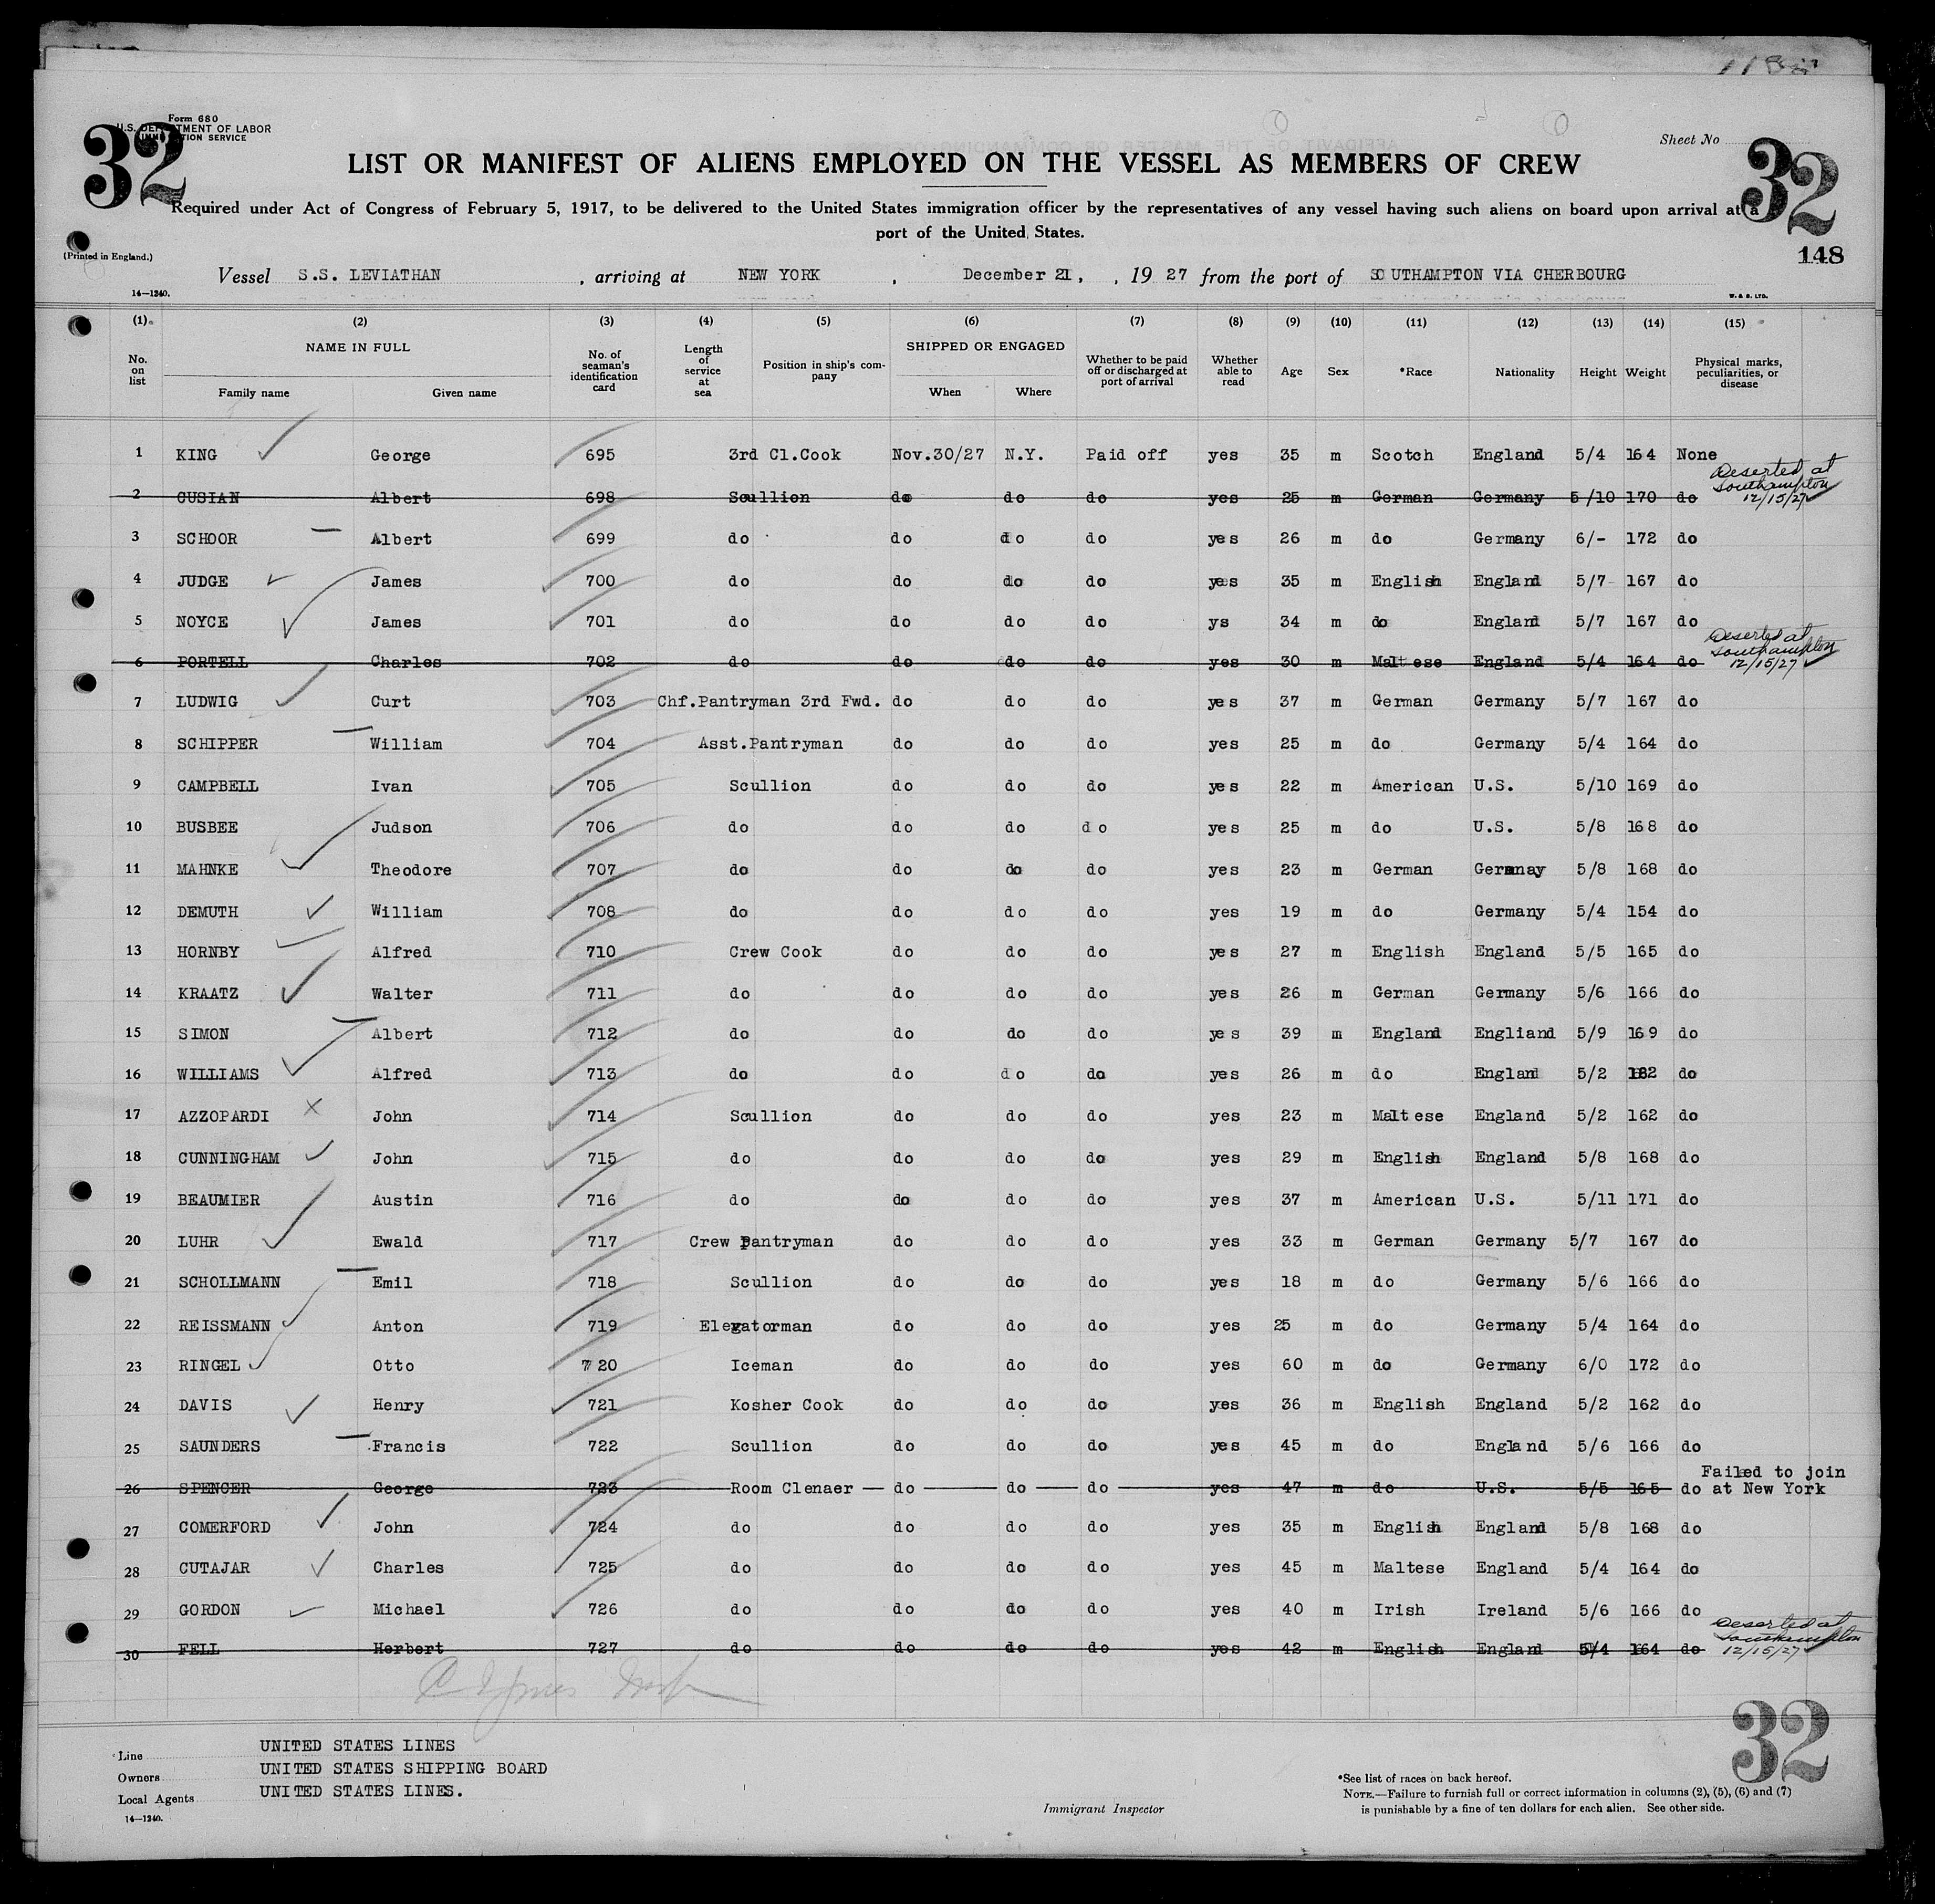 Form 680
U.S. DEPARTMENT OF LABOR
IMMIGRATION SERVICE
32
32
Sheet No
LIST OR MANIFEST OF ALIENS EMPLOYED ON THE VESSEL AS MEMBERS OF CREW
Required under Act of Congress of February 5, 1917, to be delivered to the United States immigration officer by the representatives of any vessel having such aliens on board upon arrival at a
port of the United States.
(Printed in England.)
148
Vessel S.S. LEVIATHAN , arriving at NEW YORK , December 21, , 19 27 from the port of SOUTHAMPTON VIA CHERBOURG
14—1240. W. & S. LTD.
(1) (2) (3) (4) (5) (6) (7) (8) (9) (10) (11) (12) (13) (14) (15)
No. on list NAME IN FULL Family name Given name No. of seaman's identification card Length of service at sea Position in ship's company SHIPPED OR ENGAGED When Where Whether to be paid off or discharged at port of arrival Whether able to read Age Sex *Race Nationality Height Weight Physical marks, peculiarities, or disease
1 KING George 695 3rd Cl.Cook Nov.30/27 N.Y. Paid off yes 35 m Scotch England 5/4 164 None
2 CUSIAN Albert 698 Scullion do do do yes 25 m German Germany 5/10 170 do Deserted at Southampton 12/15/27
3 SCHOOR Albert 699 do do do do yes 26 m do Germany 6/- 172 do
4 JUDGE James 700 do do do do yes 35 m English England 5/7 167 do
5 NOYCE James 701 do do do do ys 34 m do England 5/7 167 do
6 PORTELL Charles 702 do do do do yes 30 m Maltese England 5/4 164 do Deserted at Southampton 12/15/27
7 LUDWIG Curt 703 Chf.Pantryman 3rd Fwd. do do do yes 37 m German Germany 5/7 167 do
8 SCHIPPER William 704 Asst.Pantryman do do do yes 25 m do Germany 5/4 164 do
9 CAMPBELL Ivan 705 Scullion do do do yes 22 m American U.S. 5/10 169 do
10 BUSBEE Judson 706 do do do do yes 25 m do U.S. 5/8 168 do
11 MAHNKE Theodore 707 do do do do yes 23 m German Germnay 5/8 168 do
12 DEMUTH William 708 do do do do yes 19 m do Germany 5/4 154 do
13 HORNBY Alfred 710 Crew Cook do do do yes 27 m English England 5/5 165 do
14 KRAATZ Walter 711 do do do do yes 26 m German Germany 5/6 166 do
15 SIMON Albert 712 do do do do yes 39 m England Engliand 5/9 169 do
16 WILLIAMS Alfred 713 do do do do yes 26 m do England 5/2 162 do
17 AZZOPARDI John 714 Scullion do do do yes 23 m Maltese England 5/2 162 do
18 CUNNINGHAM John 715 do do do do yes 29 m English England 5/8 168 do
19 BEAUMIER Austin 716 do do do do yes 37 m American U.S. 5/11 171 do
20 LUHR Ewald 717 Crew Pantryman do do do yes 33 m German Germany 5/7 167 do
21 SCHOLLMANN Emil 718 Scullion do do do yes 18 m do Germany 5/6 166 do
22 REISSMANN Anton 719 Elevatorman do do do yes 25 m do Germany 5/4 164 do
23 RINGEL Otto 720 Iceman do do do yes 60 m do Germany 6/0 172 do
24 DAVIS Henry 721 Kosher Cook do do do yes 36 m English England 5/2 162 do
25 SAUNDERS Francis 722 Scullion do do do yes 45 m do England 5/6 166 do
26 SPENCER George 723 Room Clenaer do do do yes 47 m do U.S. 5/5 165 do Failed to join at New York
27 COMERFORD John 724 do do do do yes 35 m English England 5/8 168 do
28 CUTAJAR Charles 725 do do do do yes 45 m Maltese England 5/4 164 do
29 GORDON Michael 726 do do do do yes 40 m Irish Ireland 5/6 166 do
30 FELL Herbert 727 do do do do yes 42 m English England 5/4 164 do Deserted at Southampton 12/15/27
32
Line UNITED STATES LINES
Owners UNITED STATES SHIPPING BOARD
Local Agents UNITED STATES LINES.
14—1240.
Immigrant Inspector
*See list of races on back hereof.
NOTE.—Failure to furnish full or correct information in columns (2), (5), (6) and (7)
is punishable by a fine of ten dollars for each alien. See other side.